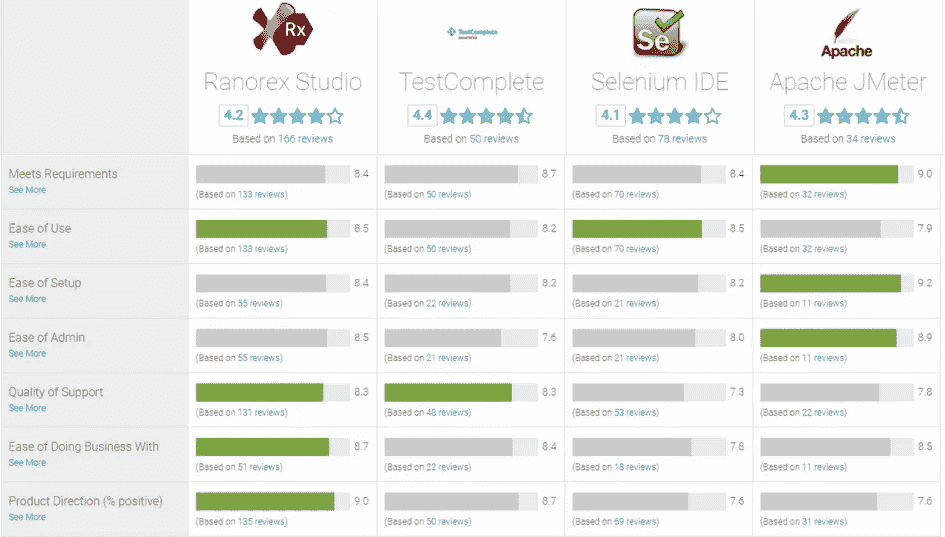 Rx
TestComplete
Se
Apache
Ranorex Studio
TestComplete
Selenium IDE
Apache JMeter
4.2
4.4
4.1
4.3
Based on 166 reviews
Based on 50 reviews
Based on 78 reviews
Based on 34 reviews
Meets Requirements
See More
8.4
8.7
8.4
9.0
(Based on 133 reviews)
(Based on 50 reviews)
(Based on 70 reviews)
(Based on 32 reviews)
Ease of Use
See More
8.5
8.2
8.5
7.9
(Based on 133 reviews)
(Based on 50 reviews)
(Based on 70 reviews)
(Based on 32 reviews)
Ease of Setup
See More
8.4
8.2
8.2
9.2
(Based on 55 reviews)
(Based on 22 reviews)
(Based on 21 reviews)
(Based on 11 reviews)
Ease of Admin
See More
8.5
7.6
8.0
8.9
(Based on 55 reviews)
(Based on 21 reviews)
(Based on 21 reviews)
(Based on 11 reviews)
Quality of Support
See More
8.3
8.3
7.3
7.8
(Based on 131 reviews)
(Based on 48 reviews)
(Based on 53 reviews)
(Based on 22 reviews)
Ease of Doing Business With
See More
8.7
8.4
7.8
8.5
(Based on 51 reviews)
(Based on 22 reviews)
(Based on 18 reviews)
(Based on 11 reviews)
Product Direction (% positive)
See More
9.0
8.7
7.6
7.6
(Based on 135 reviews)
(Based on 50 reviews)
(Based on 69 reviews)
(Based on 31 reviews)